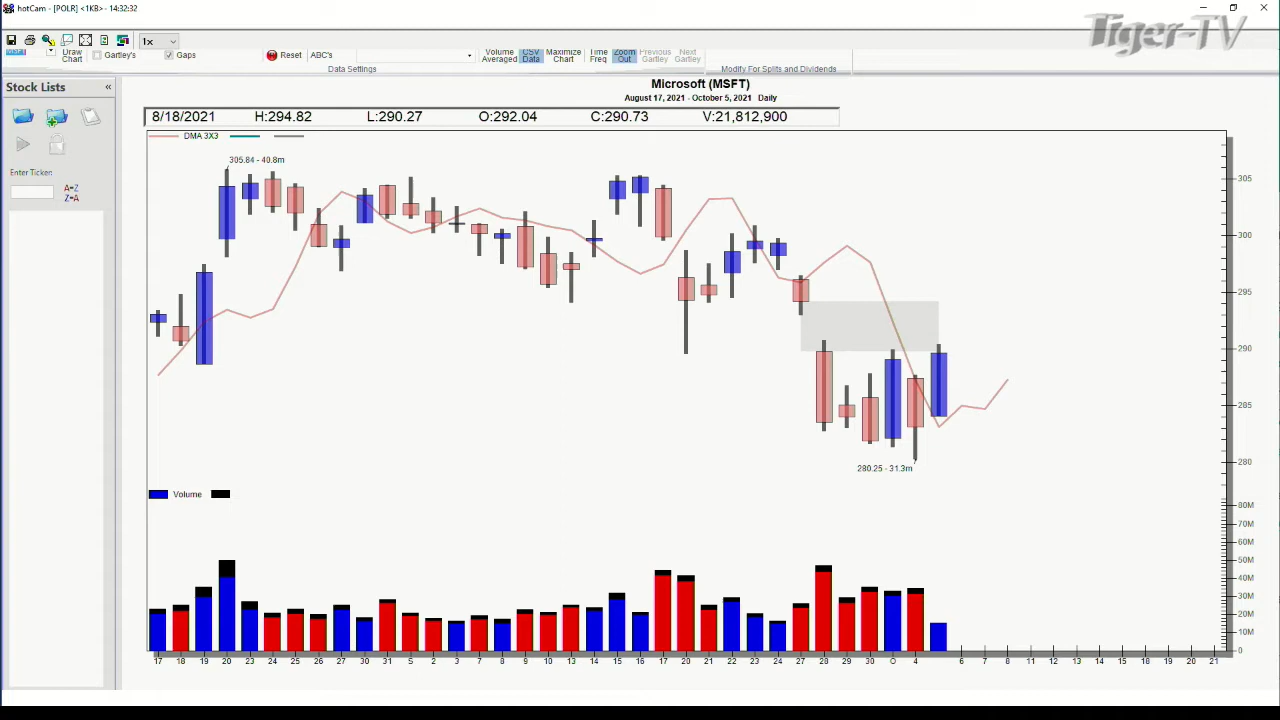 hotCam - [POLR] <1KB> - 14:32:32
Tiger-TV
1x
Draw Chart
Gartley's
Gaps
Reset
ABC's
Volume Averaged
CSV Data
Maximize Chart
Time Freq
Zoom Out
Previous Gartley
Next Gartley
Data Settings
Modify For Splits and Dividends
Stock Lists
«
Enter Ticker:
A=Z
Z=A
Microsoft (MSFT)
August 17, 2021 - October 5, 2021 Daily
8/18/2021 H:294.82 L:290.27 O:292.04 C:290.73 V:21,812,900
DMA 3X3
305.84 - 40.8m
280.25 - 31.3m
305
300
295
290
285
280
Volume
80M
70M
60M
50M
40M
30M
20M
10M
0
17 18 19 20 23 24 25 26 27 30 31 S 2 3 7 8 9 10 13 14 15 16 17 20 21 22 23 24 28 29 30 O 4 6 7 8 11 12 13 14 15 18 19 20 21